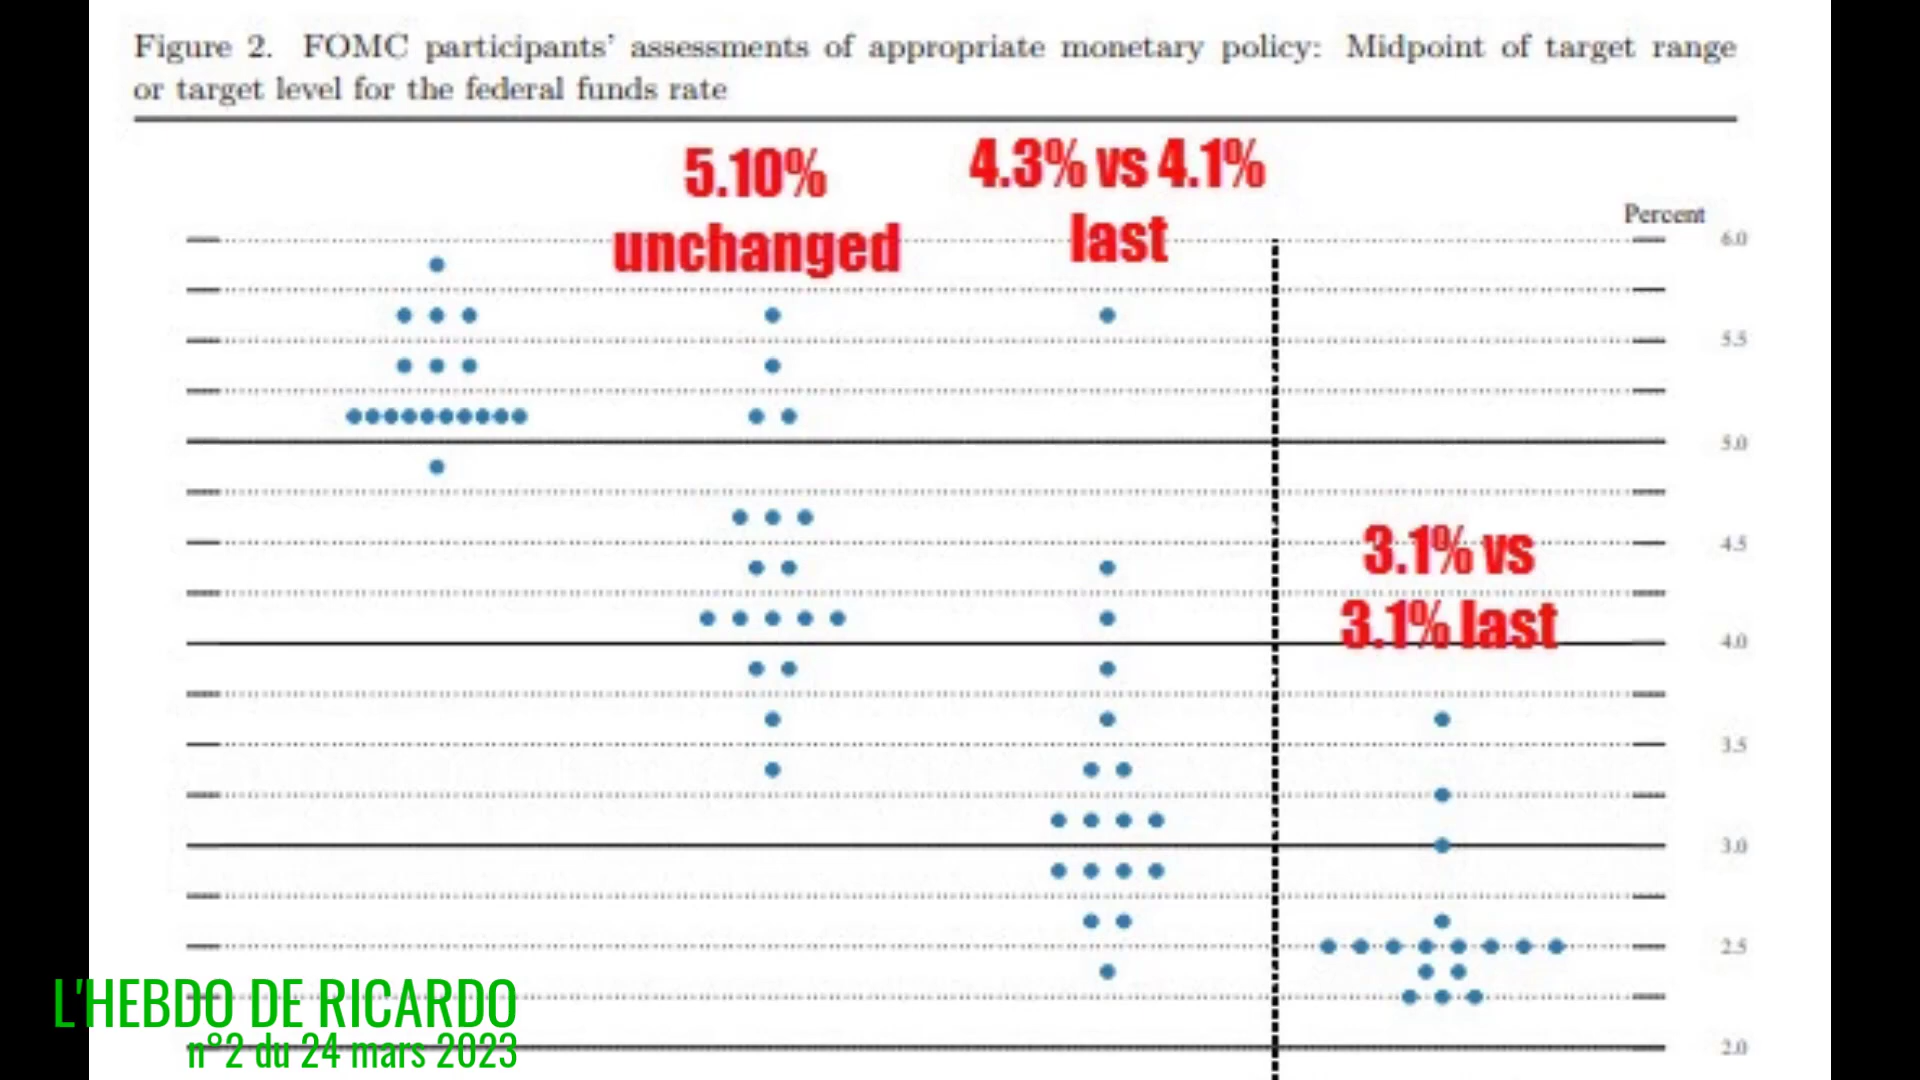 Figure 2. FOMC participants' assessments of appropriate monetary policy: Midpoint of target range
or target level for the federal funds rate
5.10%
unchanged
4.3% vs 4.1%
last
Percent
6.0
5.5
5.0
3.1% vs
4.5
3.1% last
4.0
3.5
3.0
2.5
2.0
L'HEBDO DE RICARDO
n°2 du 24 mars 2023